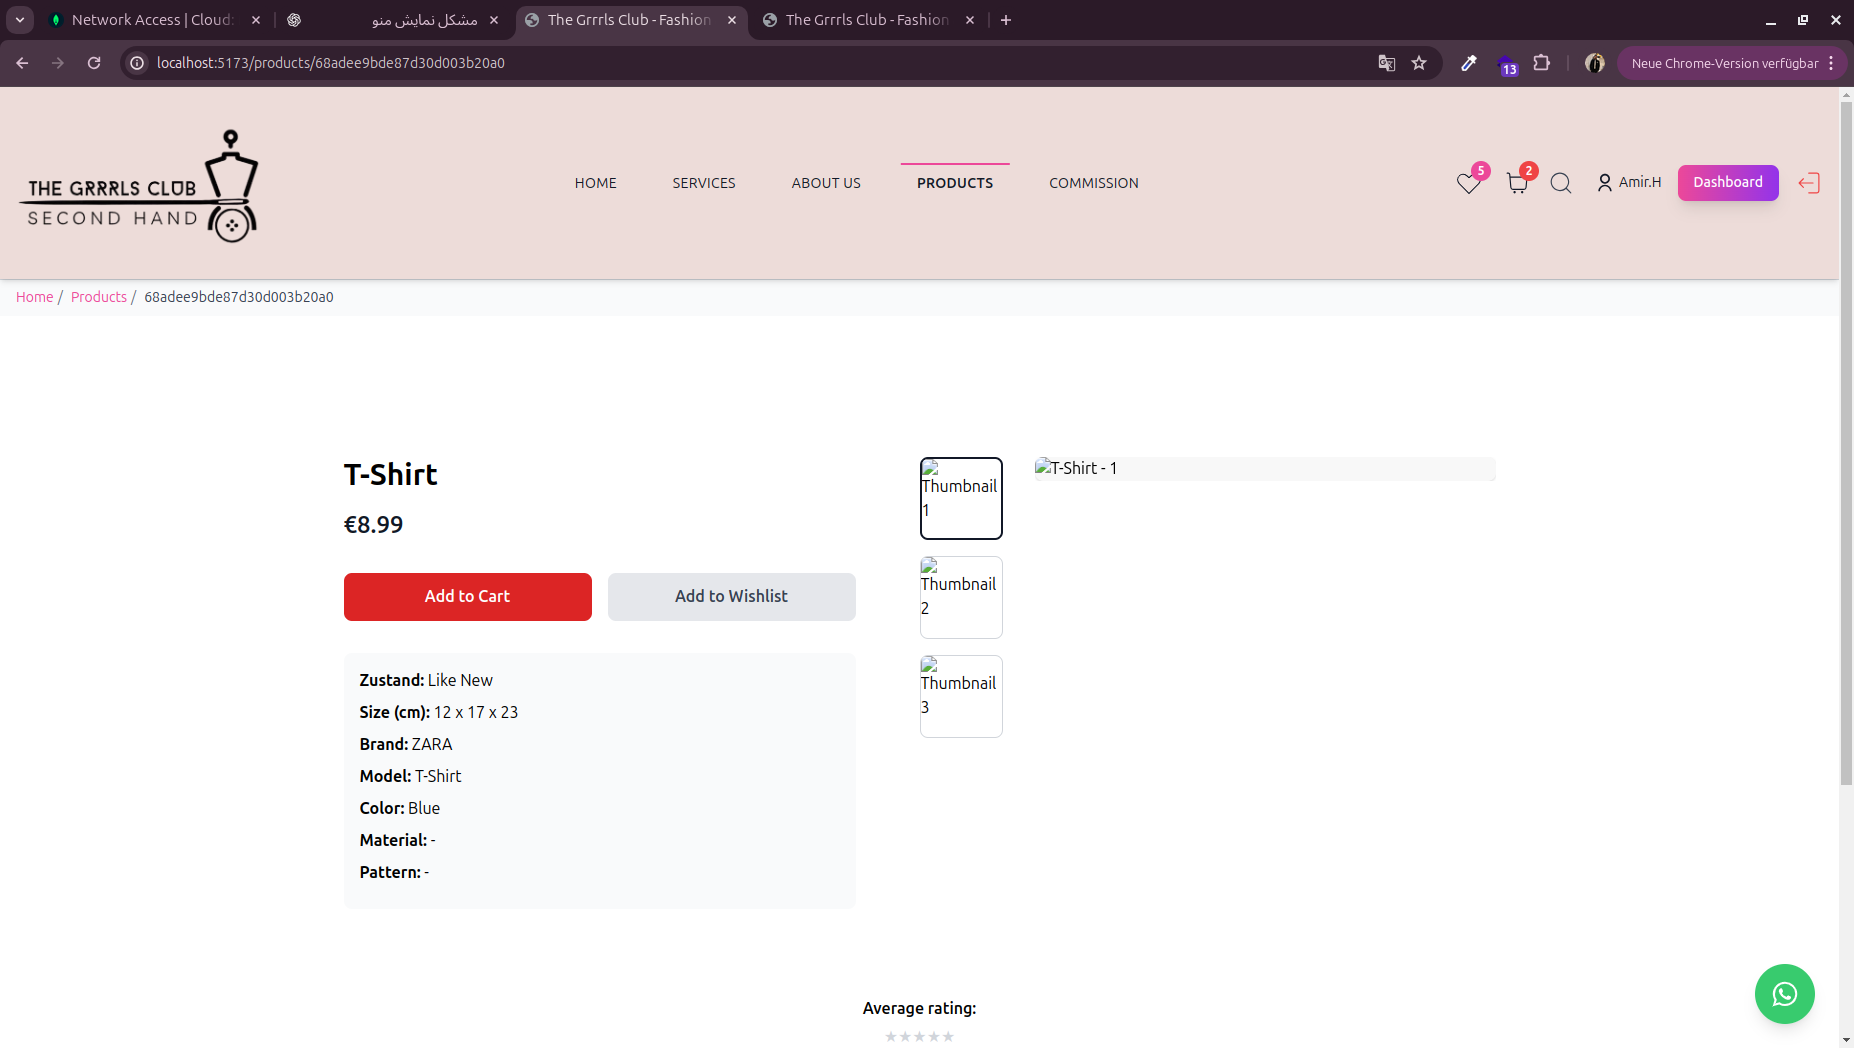 Network Access | Cloud:
مشکل نمایش منو
The Grrrls Club - Fashion
The Grrrls Club - Fashion
localhost:5173/products/68adee9bde87d30d003b20a0
13
Neue Chrome-Version verfügbar
THE GRRRLS CLUB
SECOND HAND
HOME
SERVICES
ABOUT US
PRODUCTS
COMMISSION
5
2
Amir.H
Dashboard
Home / Products / 68adee9bde87d30d003b20a0
T-Shirt
€8.99
Add to Cart
Add to Wishlist
Zustand: Like New
Size (cm): 12 x 17 x 23
Brand: ZARA
Model: T-Shirt
Color: Blue
Material: -
Pattern: -
Thumbnail
1
Thumbnail
2
Thumbnail
3
T-Shirt - 1
Average rating: